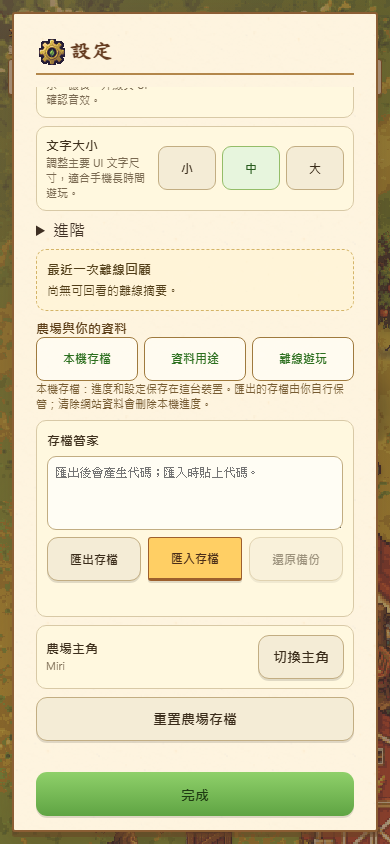 設定
確認音效。
文字大小
調整主要 UI 文字尺
寸，適合手機長時間
遊玩。
小
中
大
進階
最近一次離線回顧
尚無可回看的離線摘要。
農場與你的資料
本機存檔
資料用途
離線遊玩
本機存檔：進度和設定保存在這台裝置。匯出的存檔由你自行保
管；清除網站資料會刪除本機進度。
存檔管家
匯出後會產生代碼；匯入時貼上代碼。
匯出存檔
匯入存檔
還原備份
農場主角
Miri
切換主角
重置農場存檔
完成